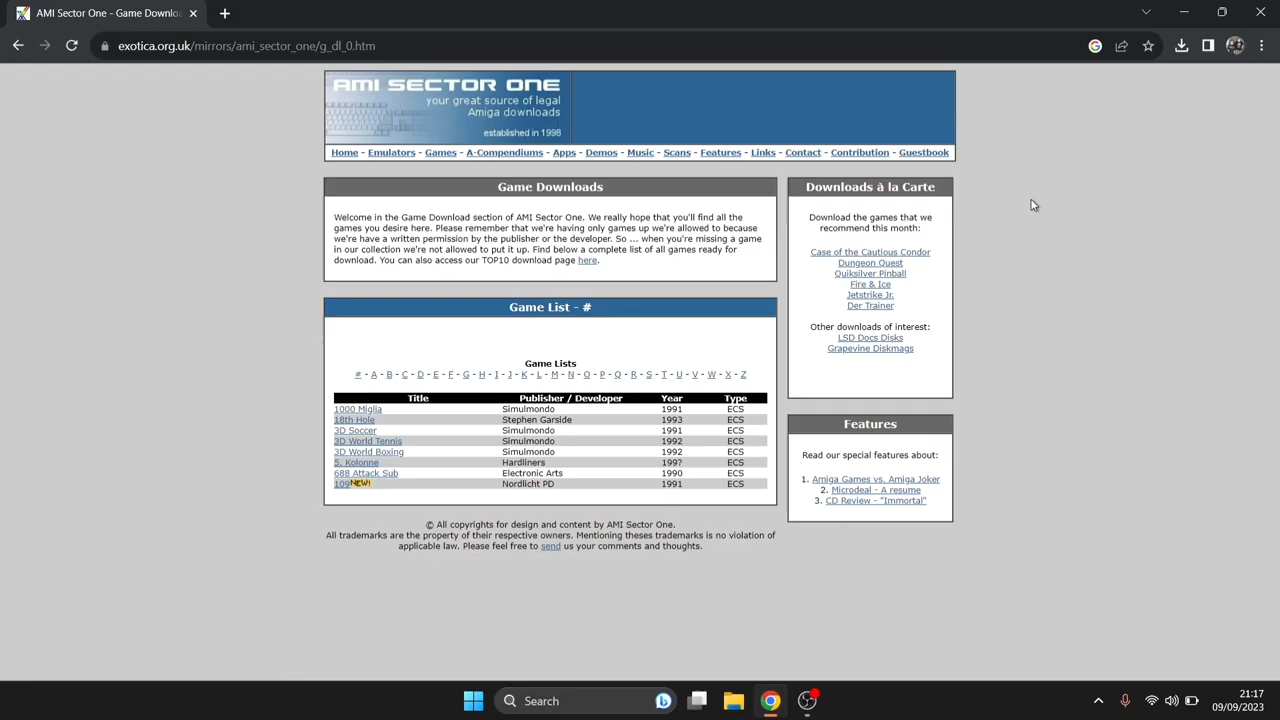 AMI Sector One - Game Downloa
exotica.org.uk/mirrors/ami_sector_one/g_dl_0.htm
AMI SECTOR ONE
your great source of legal
Amiga downloads
established in 1998
Home - Emulators - Games - A-Compendiums - Apps - Demos - Music - Scans - Features - Links - Contact - Contribution - Guestbook
Game Downloads
Welcome in the Game Download section of AMI Sector One. We really hope that you'll find all the
games you desire here. Please remember that we're having only games up we're allowed to because
we're have a written permission by the publisher or the developer. So ... when you're missing a game
in our collection we're not allowed to put it up. Find below a complete list of all games ready for
download. You can also access our TOP10 download page here.
Game List - #
Game Lists
# - A - B - C - D - E - F - G - H - I - J - K - L - M - N - O - P - Q - R - S - T - U - V - W - X - Z
Title Publisher / Developer Year Type
1000 Miglia Simulmondo 1991 ECS
18th Hole Stephen Garside 1993 ECS
3D Soccer Simulmondo 1991 ECS
3D World Tennis Simulmondo 1992 ECS
3D World Boxing Simulmondo 1992 ECS
5. Kolonne Hardliners 199? ECS
688 Attack Sub Electronic Arts 1990 ECS
109 NEW! Nordlicht PD 1991 ECS
© All copyrights for design and content by AMI Sector One.
All trademarks are the property of their respective owners. Mentioning these trademarks is no violation of
applicable law. Please feel free to send us your comments and thoughts.
Downloads à la Carte
Download the games that we
recommend this month:
Case of the Cautious Condor
Dungeon Quest
Quiksilver Pinball
Fire & Ice
Jetstrike Jr.
Der Trainer
Other downloads of interest:
LSD Docs Disks
Grapevine Diskmags
Features
Read our special features about:
1. Amiga Games vs. Amiga Joker
2. Microdeal - A resume
3. CD Review - "Immortal"
Search
21:17
09/09/2023